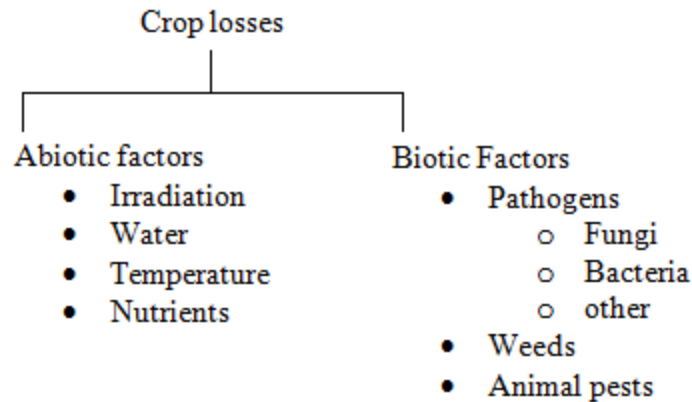 Crop losses
Abiotic factors
• Irradiation
• Water
• Temperature
• Nutrients
Biotic Factors
• Pathogens
o Fungi
o Bacteria
o other
• Weeds
• Animal pests